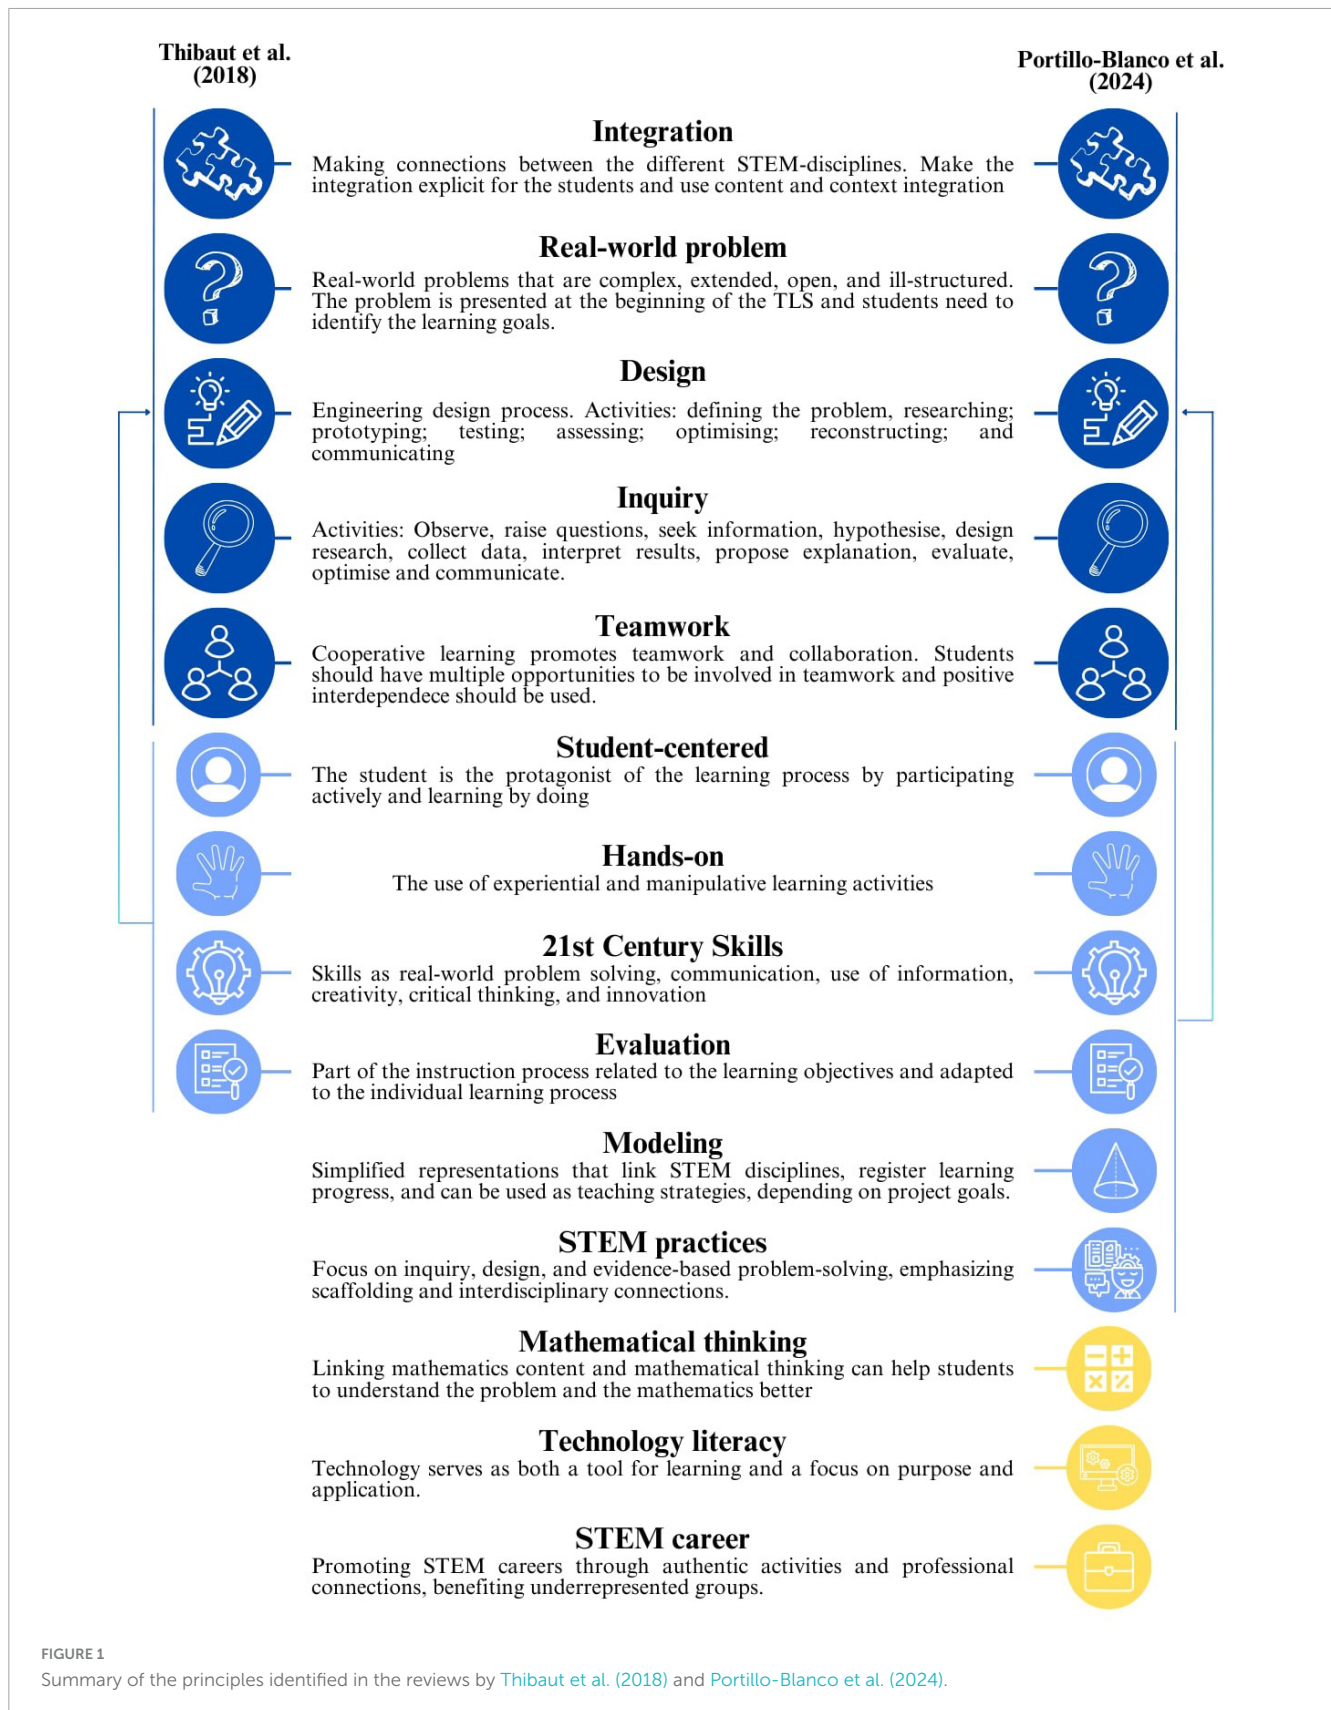 Thibaut et al.
(2018)
Portillo-Blanco et al.
(2024)
Integration
Making connections between the different STEM-disciplines. Make the
integration explicit for the students and use content and context integration
Real-world problem
Real-world problems that are complex, extended, open, and ill-structured.
The problem is presented at the beginning of the TLS and students need to
identify the learning goals.
Design
Engineering design process. Activities: defining the problem, researching;
prototyping; testing; assessing; optimising; reconstructing; and
communicating
Inquiry
Activities: Observe, raise questions, seek information, hypothesise, design
research, collect data, interpret results, propose explanation, evaluate,
optimise and communicate.
Teamwork
Cooperative learning promotes teamwork and collaboration. Students
should have multiple opportunities to be involved in teamwork and positive
interdependece should be used.
Student-centered
The student is the protagonist of the learning process by participating
actively and learning by doing
Hands-on
The use of experiential and manipulative learning activities
21st Century Skills
Skills as real-world problem solving, communication, use of information,
creativity, critical thinking, and innovation
Evaluation
Part of the instruction process related to the learning objectives and adapted
to the individual learning process
Modeling
Simplified representations that link STEM disciplines, register learning
progress, and can be used as teaching strategies, depending on project goals.
STEM practices
Focus on inquiry, design, and evidence-based problem-solving, emphasizing
scaffolding and interdisciplinary connections.
Mathematical thinking
Linking mathematics content and mathematical thinking can help students
to understand the problem and the mathematics better
Technology literacy
Technology serves as both a tool for learning and a focus on purpose and
application.
STEM career
Promoting STEM careers through authentic activities and professional
connections, benefiting underrepresented groups.
FIGURE 1
Summary of the principles identified in the reviews by Thibaut et al. (2018) and Portillo-Blanco et al. (2024).